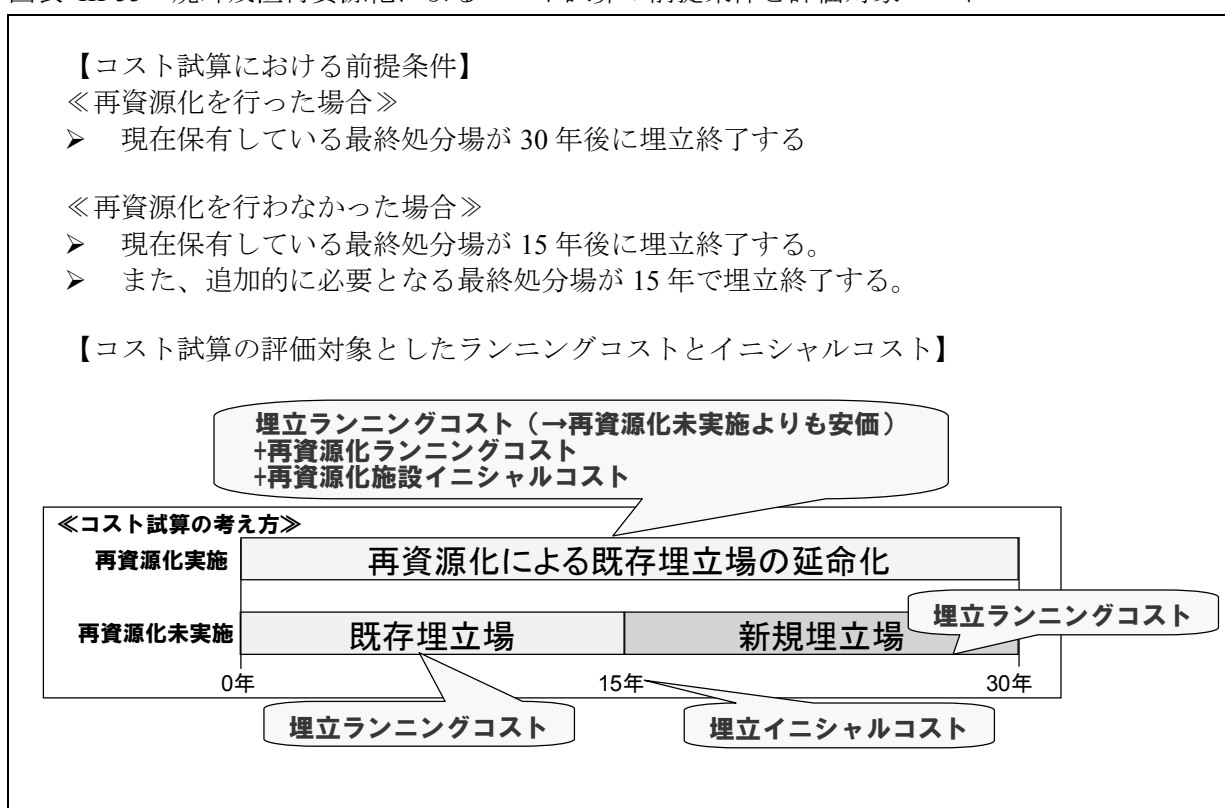 【コスト試算における前提条件】
≪再資源化を行った場合≫
➢ 現在保有している最終処分場が 30 年後に埋立終了する
≪再資源化を行わなかった場合≫
➢ 現在保有している最終処分場が 15 年後に埋立終了する。
➢ また、追加的に必要となる最終処分場が 15 年で埋立終了する。
【コスト試算の評価対象としたランニングコストとイニシャルコスト】
埋立ランニングコスト（→再資源化未実施よりも安価）
+再資源化ランニングコスト
+再資源化施設イニシャルコスト
≪コスト試算の考え方≫
再資源化実施
再資源化による既存埋立場の延命化
再資源化未実施
既存埋立場
新規埋立場
埋立ランニングコスト
0年
15年
30年
埋立ランニングコスト
埋立イニシャルコスト